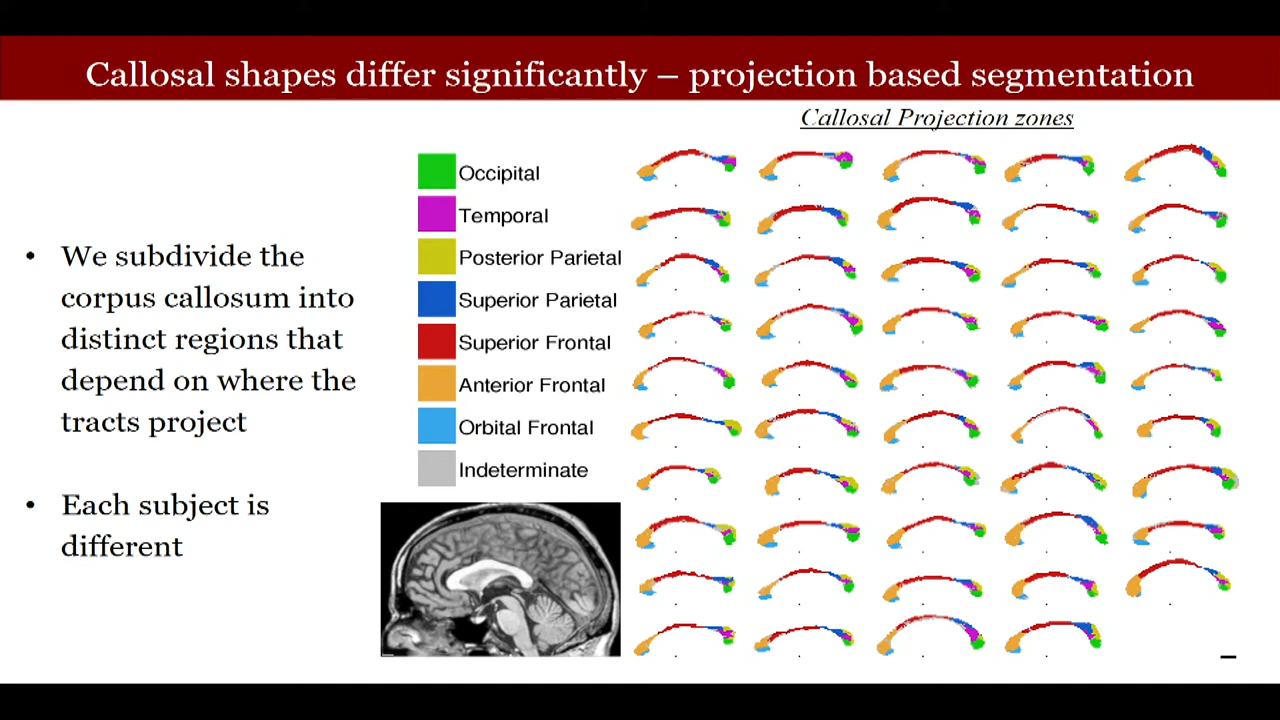 Callosal shapes differ significantly – projection based segmentation
Callosal Projection zones
• We subdivide the
corpus callosum into
distinct regions that
depend on where the
tracts project
• Each subject is
different
Occipital
Temporal
Posterior Parietal
Superior Parietal
Superior Frontal
Anterior Frontal
Orbital Frontal
Indeterminate